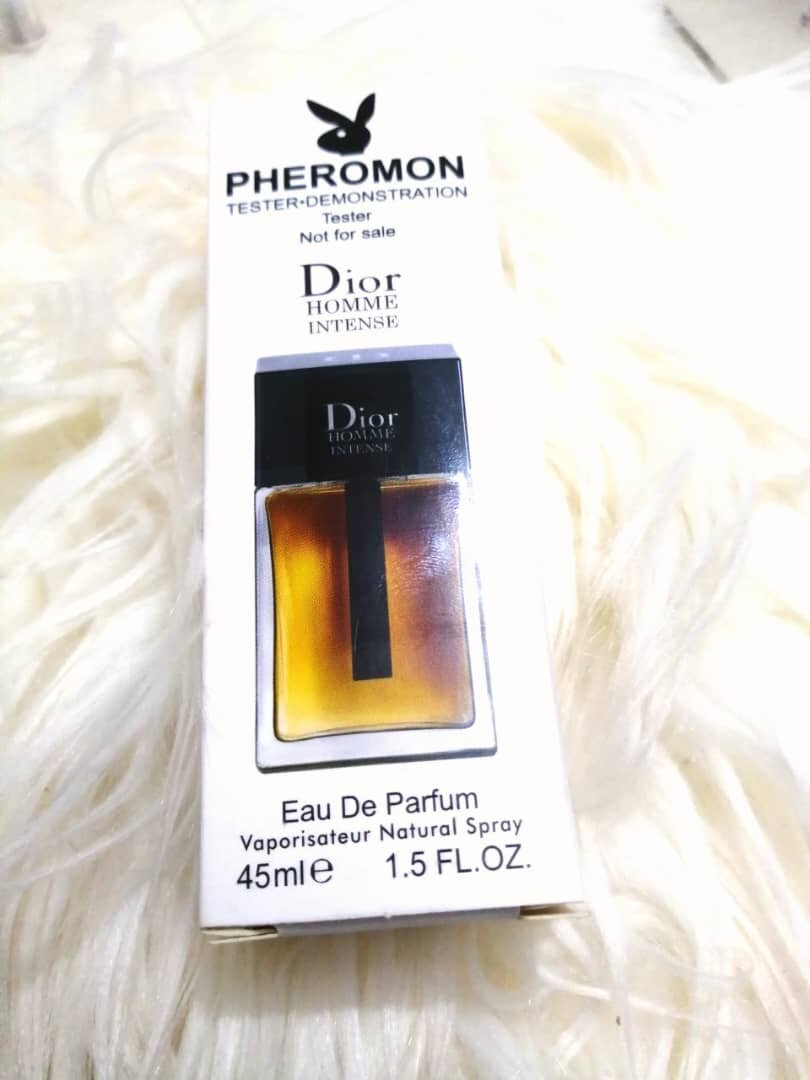 PHEROMON
TESTER•DEMONSTRATION
Tester
Not for sale
Dior
HOMME
INTENSE
Dior
HOMME
INTENSE
Eau De Parfum
Vaporisateur Natural Spray
45ml℮ 1.5 FL.OZ.